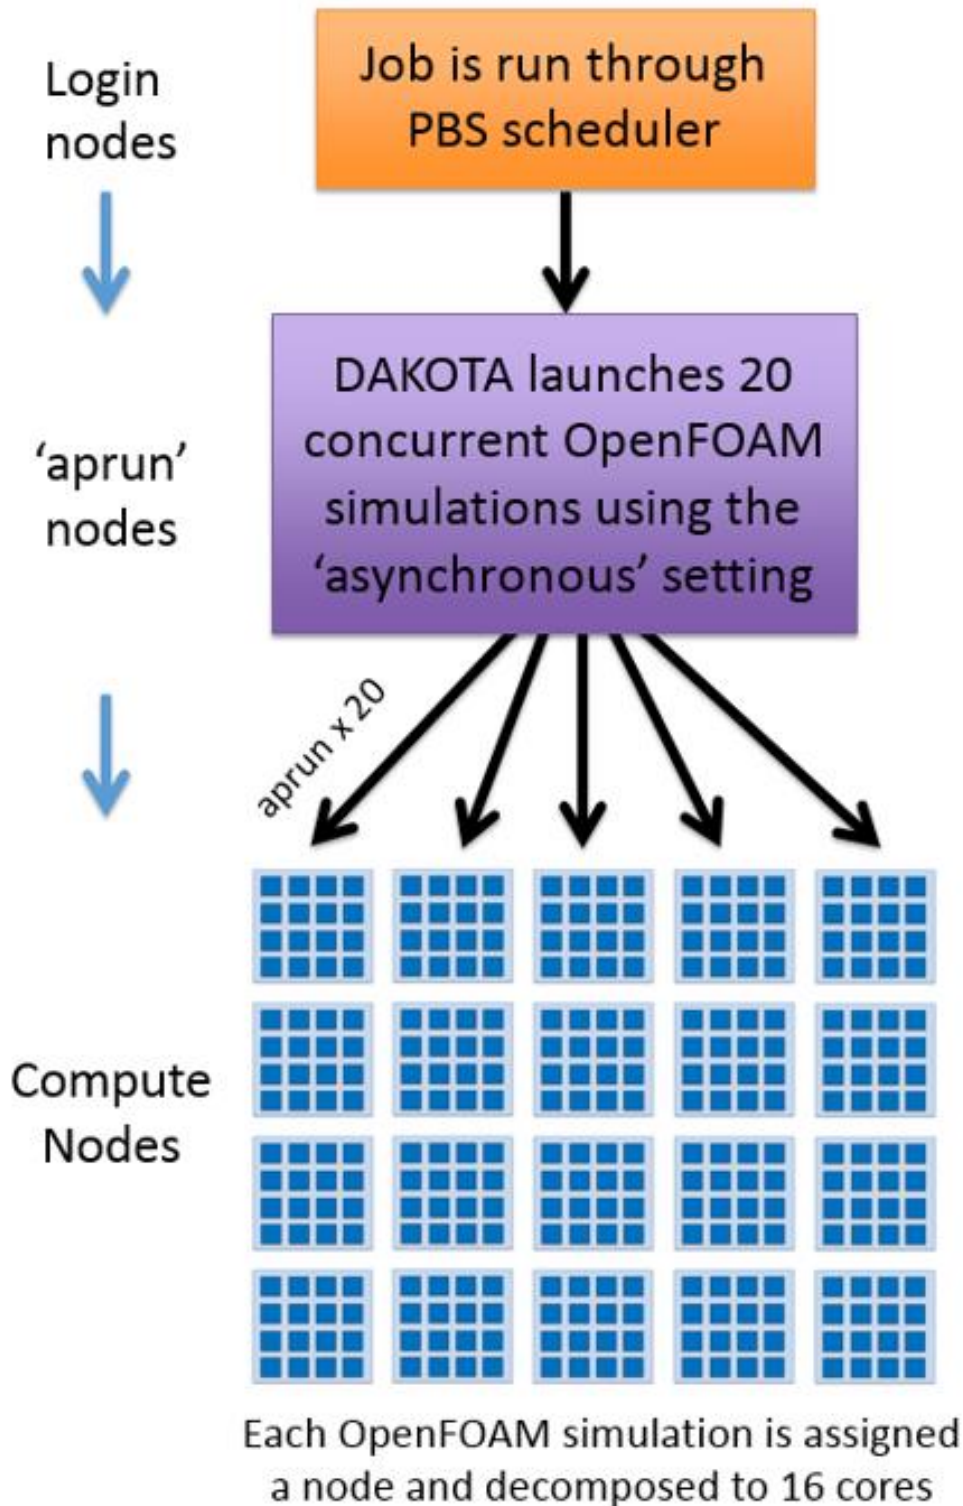 Login
nodes
Job is run through
PBS scheduler
‘aprun’
nodes
DAKOTA launches 20
concurrent OpenFOAM
simulations using the
‘asynchronous’ setting
aprun x 20
Compute
Nodes
Each OpenFOAM simulation is assigned
a node and decomposed to 16 cores